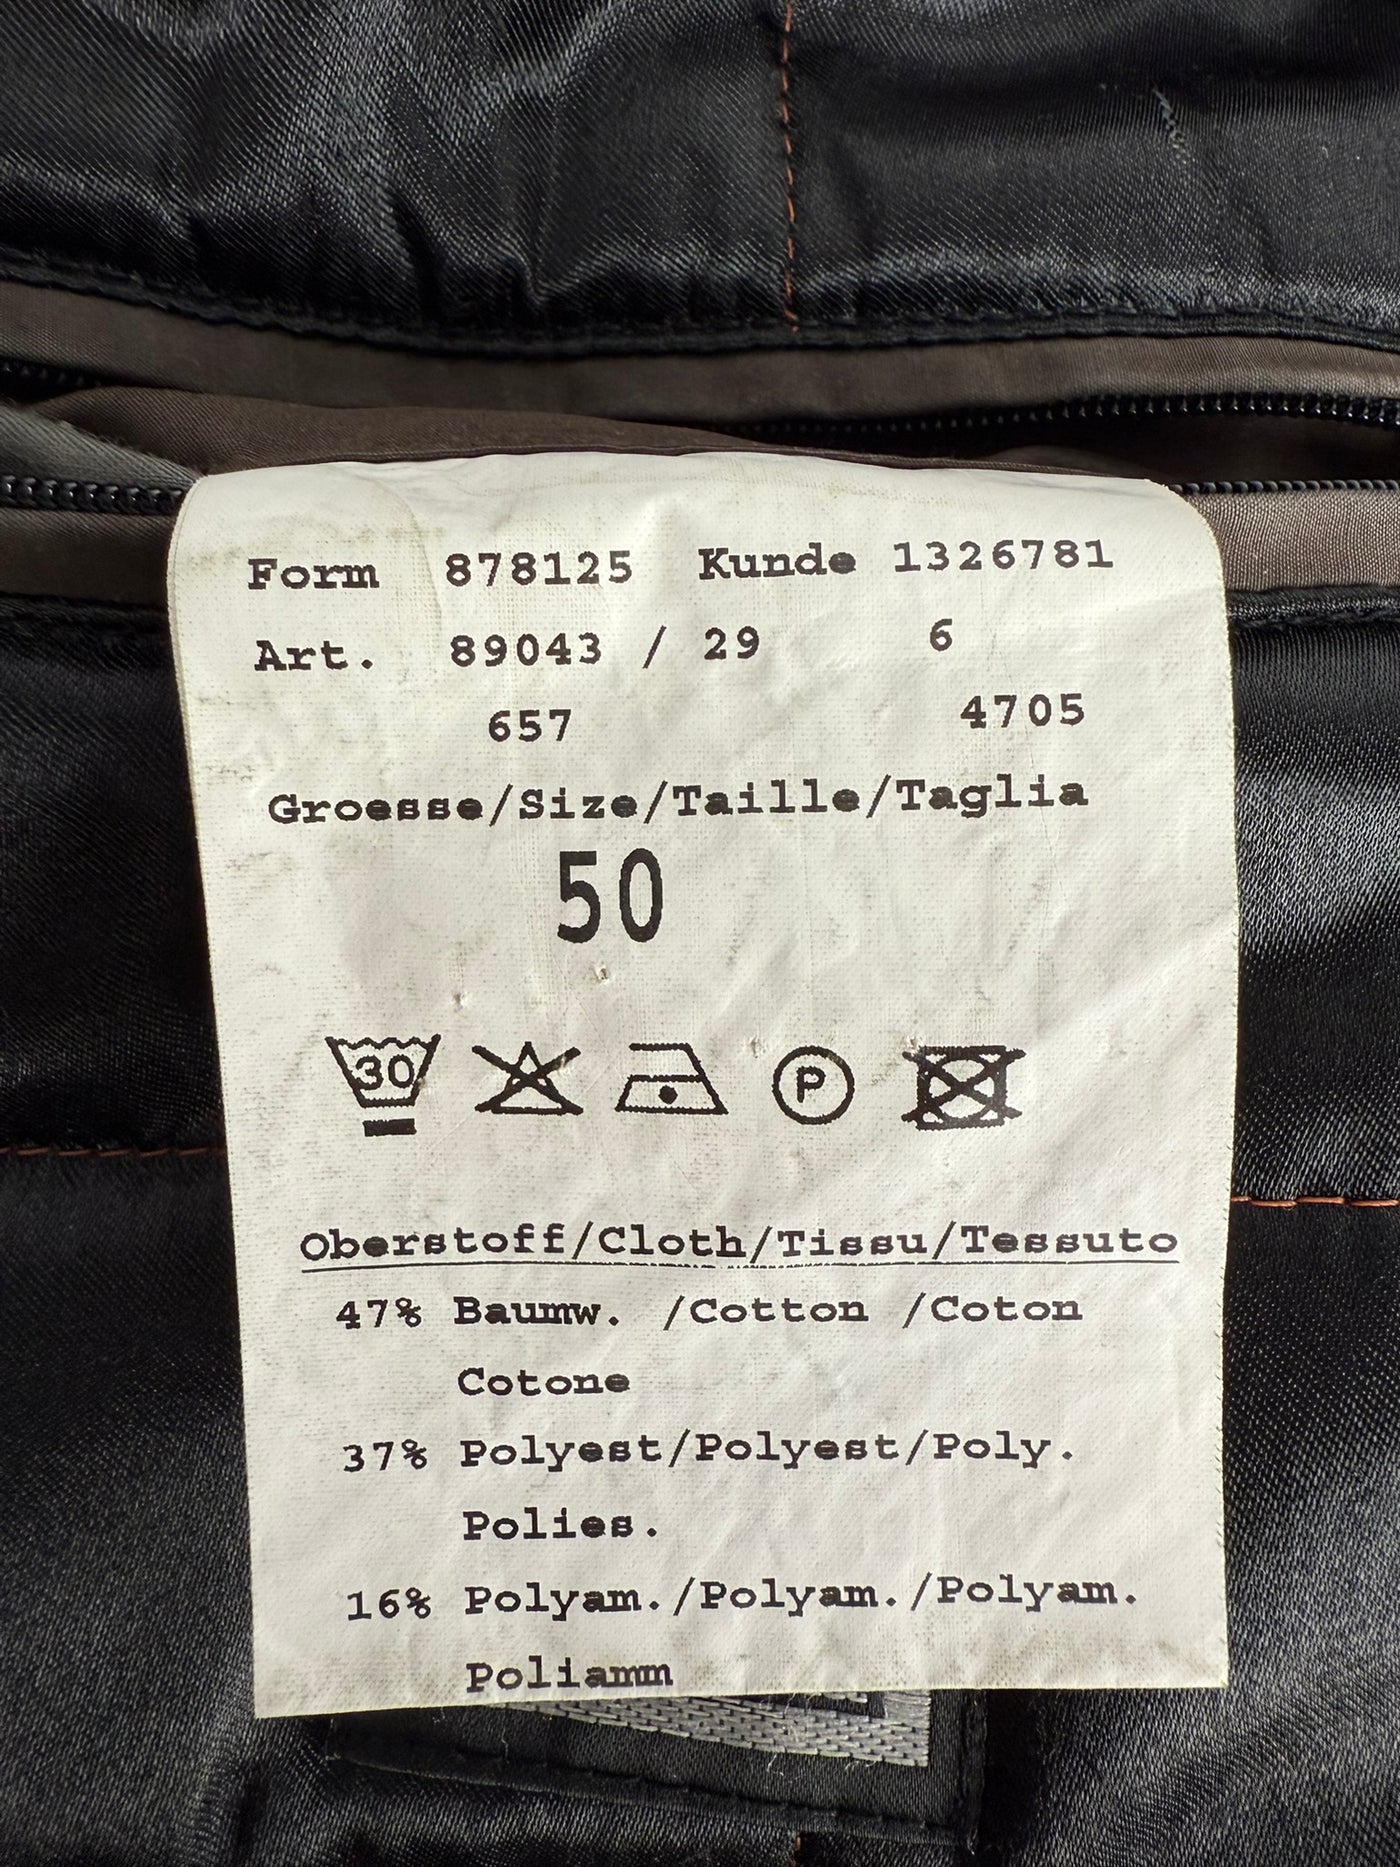 Form 878125 Kunde 1326781
Art. 89043 / 29 6
657 4705
Groesse/Size/Taille/Taglia
50
30 P
Oberstoff/Cloth/Tissu/Tessuto
47% Baumw. /Cotton /Coton
Cotone
37% Polyest/Polyest/Poly.
Polies.
16% Polyam./Polyam./Polyam.
Poliamm